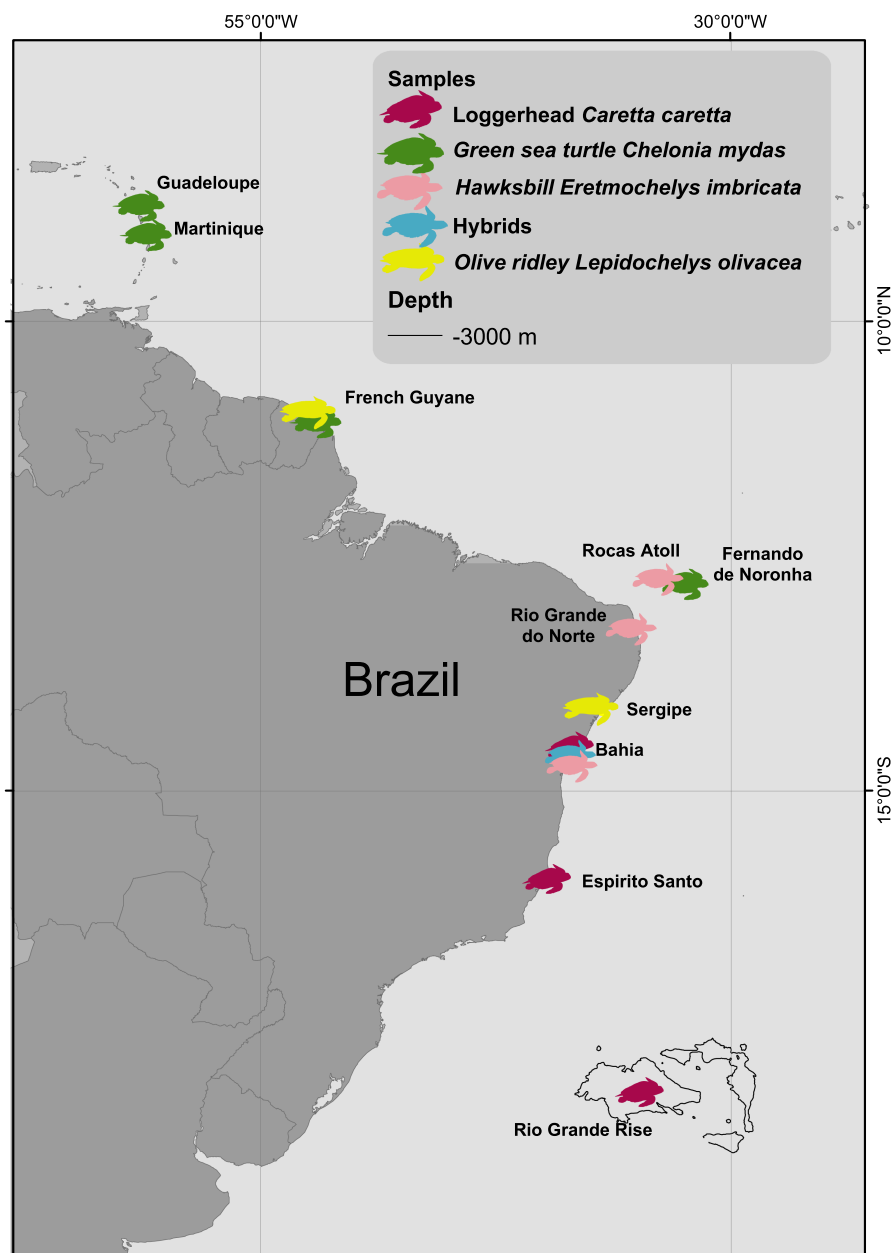 55°0'0"W
30°0'0"W
Samples
Loggerhead Caretta caretta
Green sea turtle Chelonia mydas
Hawksbill Eretmochelys imbricata
Hybrids
Olive ridley Lepidochelys olivacea
Depth
-3000 m
Guadeloupe
Martinique
10°0'0"N
French Guyane
Rocas Atoll
Fernando
de Noronha
Rio Grande
do Norte
Brazil
Sergipe
Bahia
15°0'0"S
Espirito Santo
Rio Grande Rise